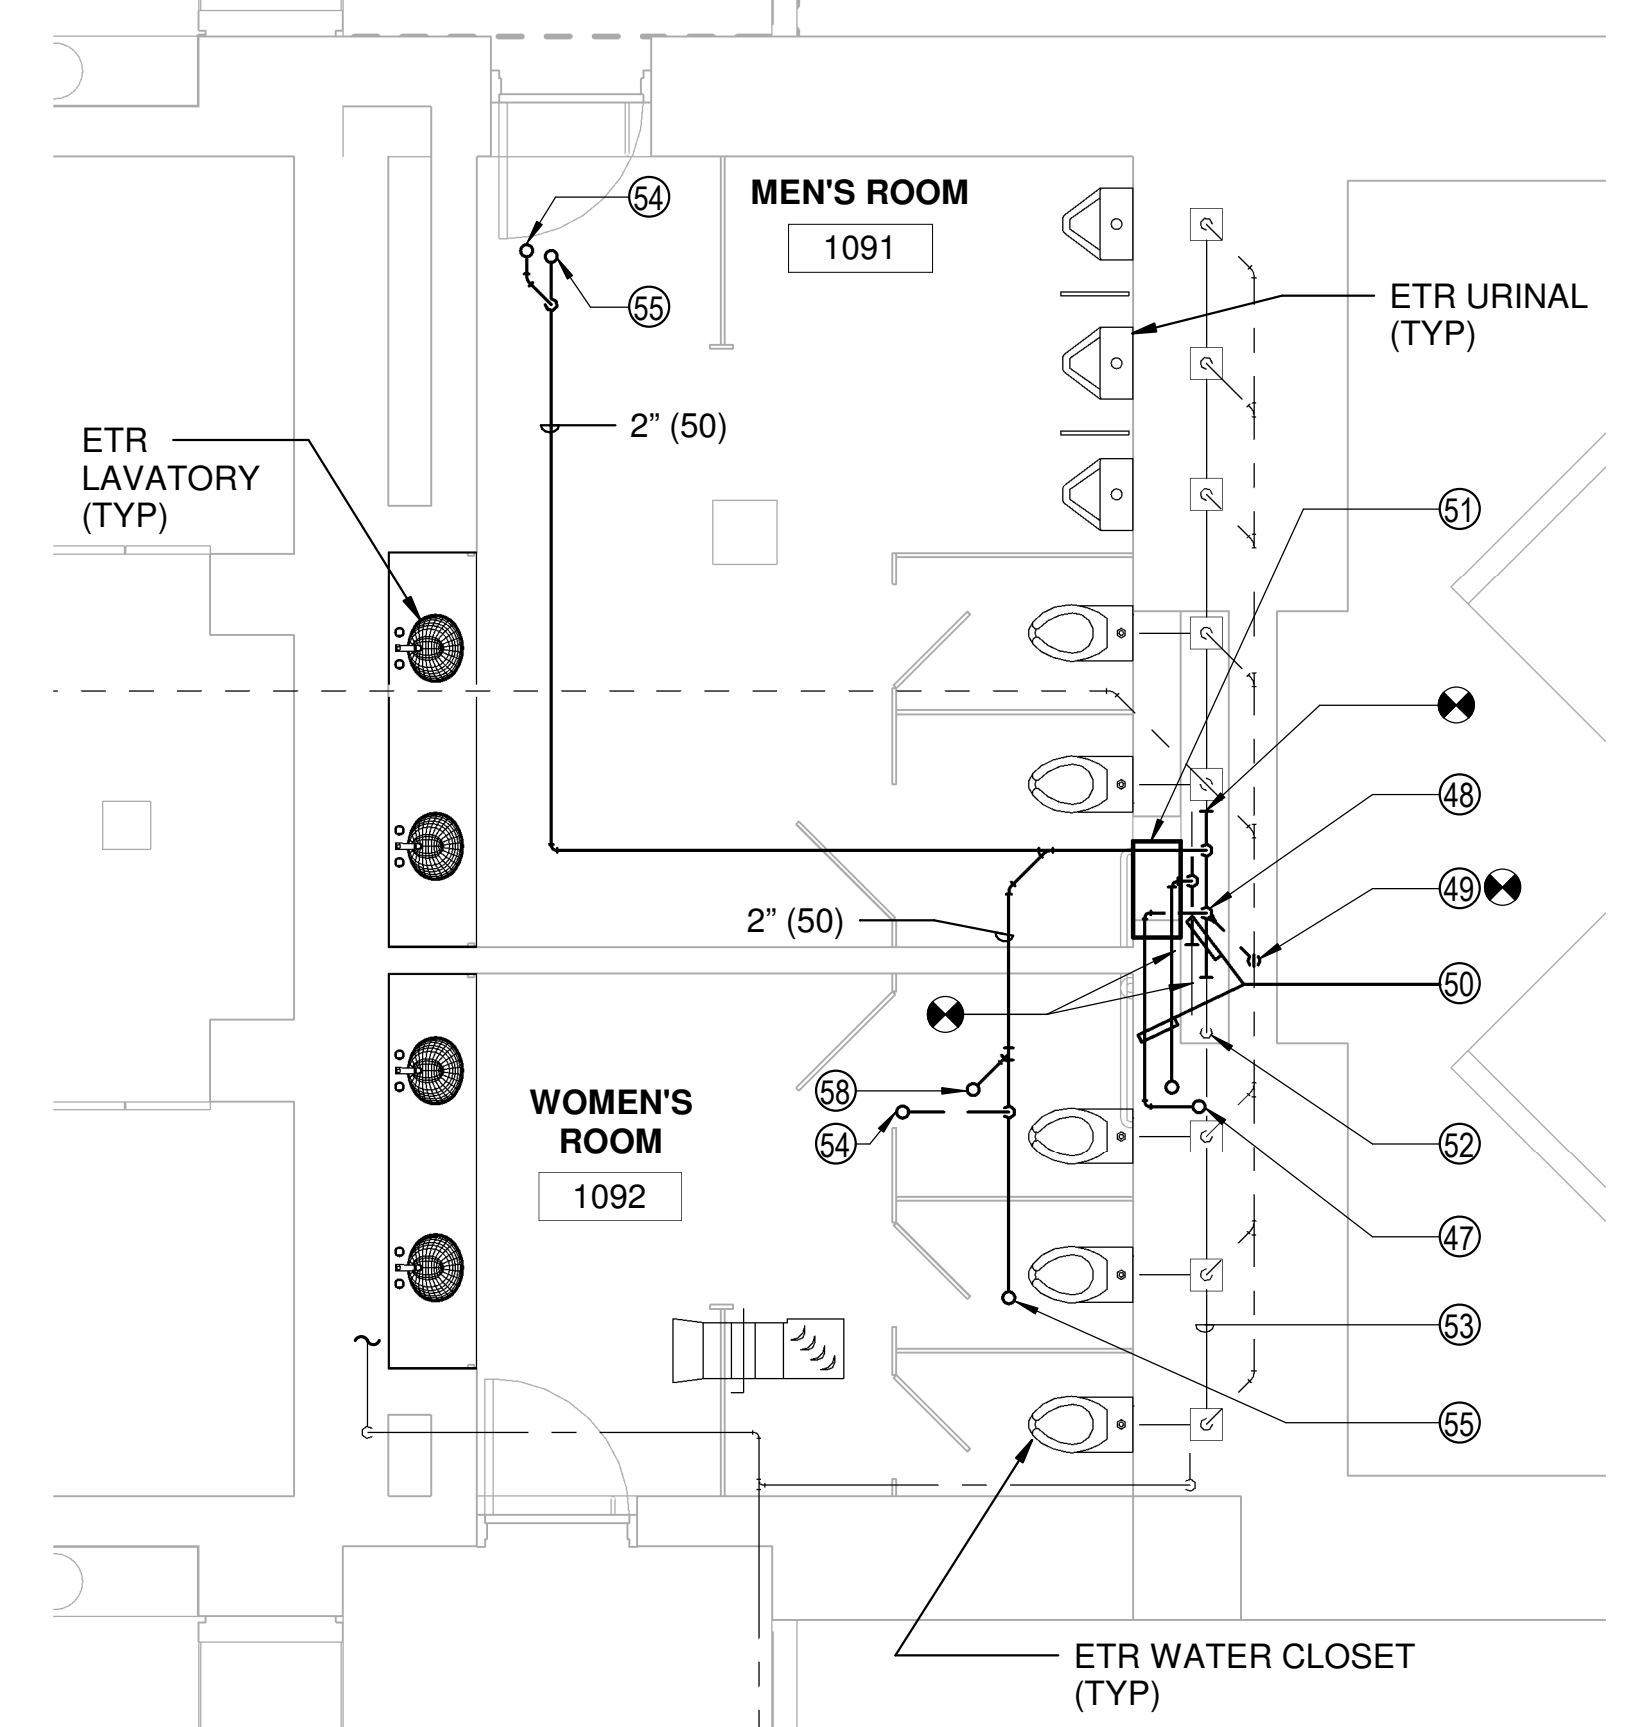 54
MEN'S ROOM
1091
55
ETR URINAL
(TYP)
2” (50)
ETR
LAVATORY
(TYP)
51
48
49
2” (50)
50
58
54
WOMEN'S
ROOM
1092
52
47
53
55
ETR WATER CLOSET
(TYP)